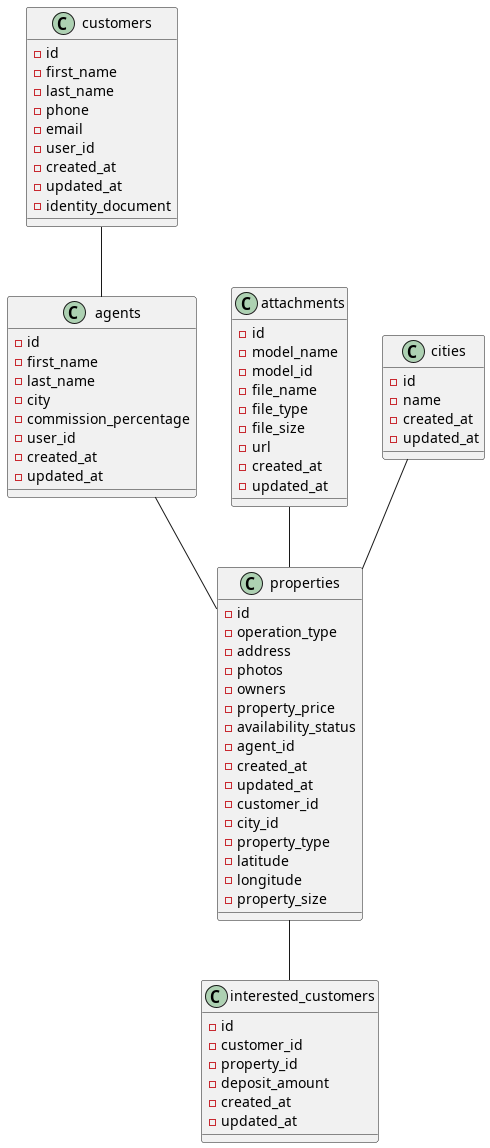 C customers
id
first_name
last_name
phone
email
user_id
created_at
updated_at
identity_document
C agents
id
first_name
last_name
city
commission_percentage
user_id
created_at
updated_at
C attachments
id
model_name
model_id
file_name
file_type
file_size
url
created_at
updated_at
C cities
id
name
created_at
updated_at
C properties
id
operation_type
address
photos
owners
property_price
availability_status
agent_id
created_at
updated_at
customer_id
city_id
property_type
latitude
longitude
property_size
C interested_customers
id
customer_id
property_id
deposit_amount
created_at
updated_at